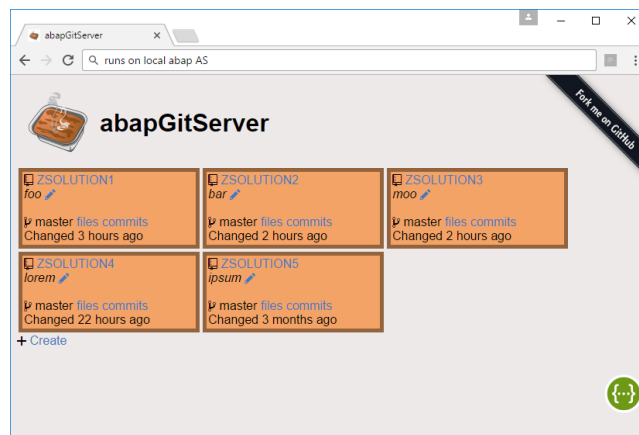 abapGitServer
runs on local abap AS
abapGitServer
Fork me on GitHub
ZSOLUTION1
foo
master files commits
Changed 3 hours ago
ZSOLUTION2
bar
master files commits
Changed 2 hours ago
ZSOLUTION3
moo
master files commits
Changed 2 hours ago
ZSOLUTION4
lorem
master files commits
Changed 22 hours ago
ZSOLUTION5
ipsum
master files commits
Changed 3 months ago
+ Create
{···}